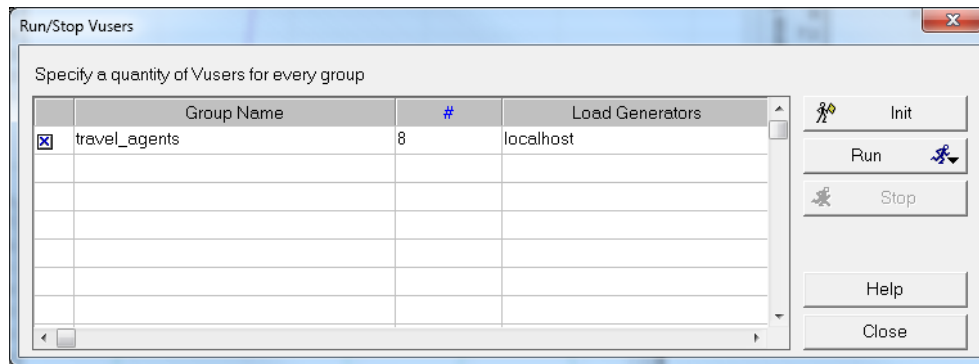 Run/Stop Vusers
Specify a quantity of Vusers for every group
Group Name # Load Generators
travel_agents 8 localhost
Init
Run
Stop
Help
Close